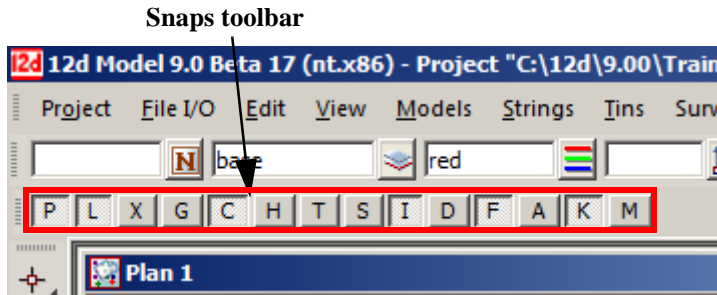 Snaps toolbar
12d 12d Model 9.0 Beta 17 (nt.x86) - Project "C:\12d\9.00\Train
Project File I/O Edit View Models Strings Tins Surv
N base red
P L X G C H T S I D F A K M
Plan 1